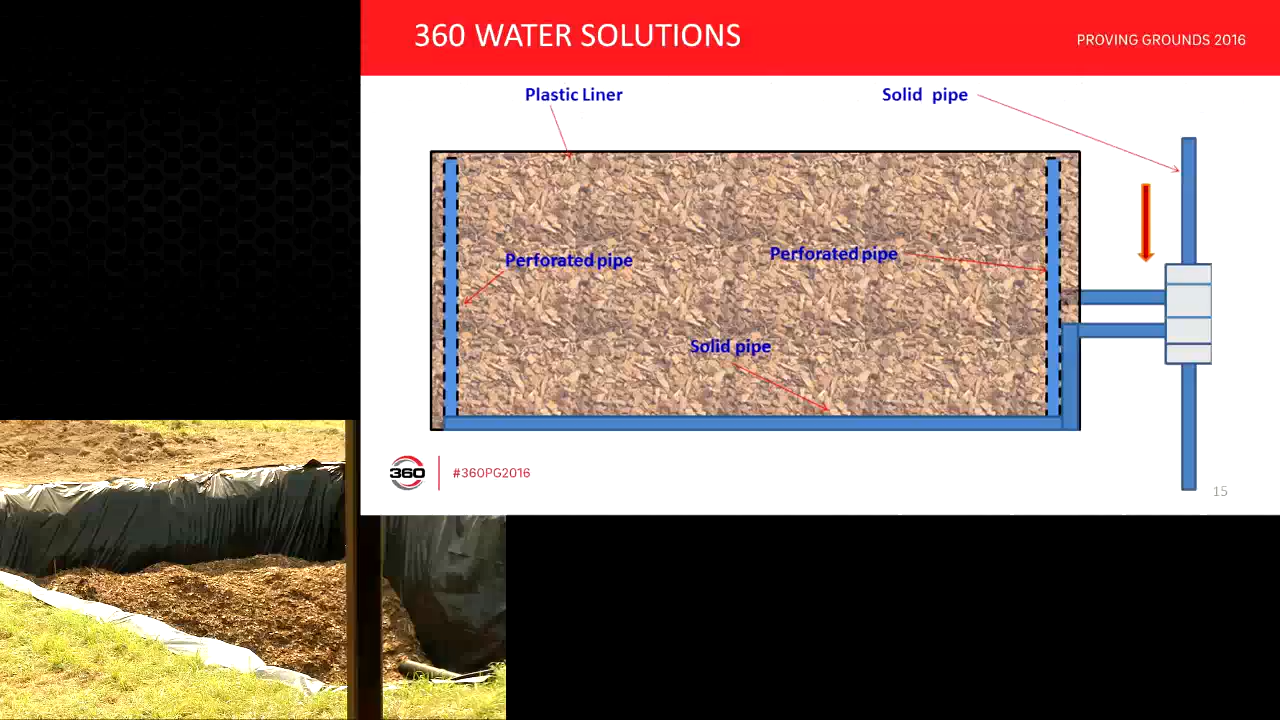 360 WATER SOLUTIONS
PROVING GROUNDS 2016
Plastic Liner
Solid pipe
Perforated pipe
Perforated pipe
Solid pipe
360
#360PG2016
15